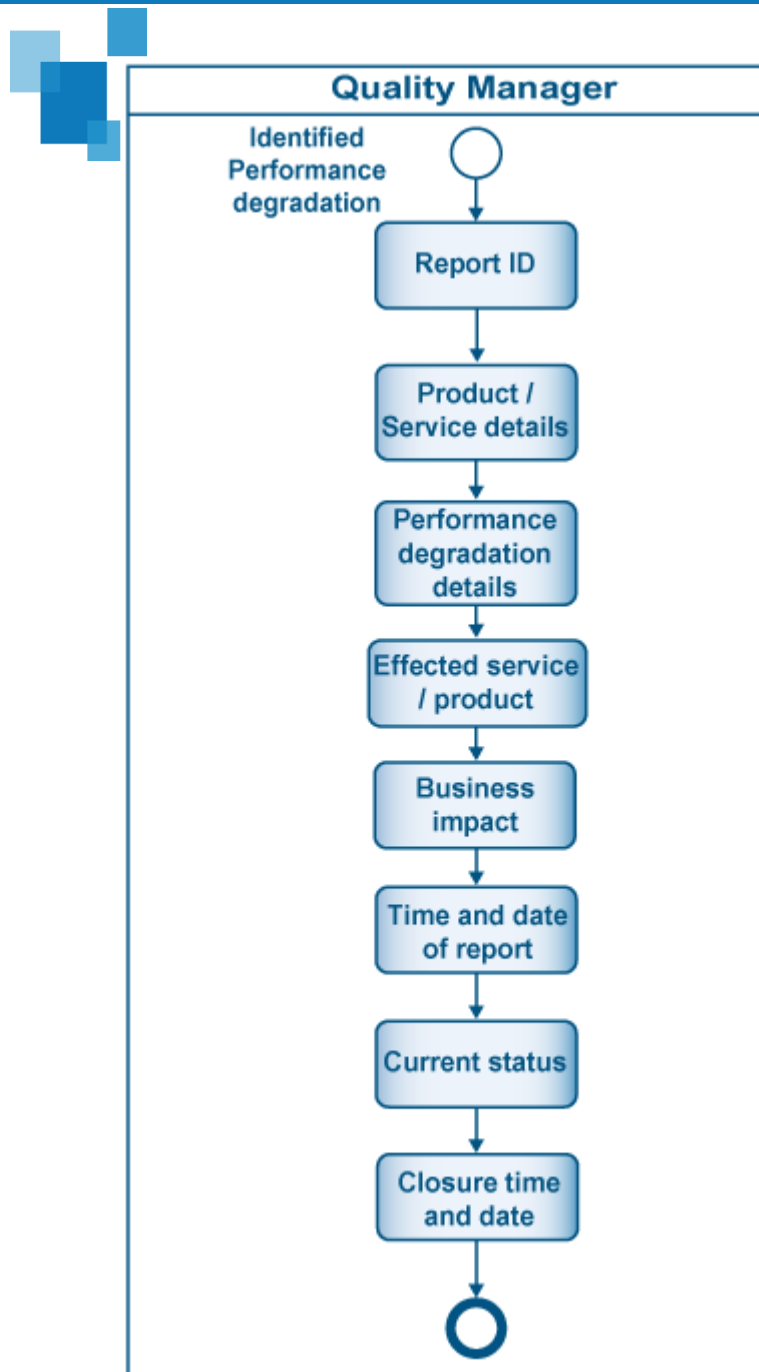 Quality Manager
Identified
Performance
degradation
Report ID
Product /
Service details
Performance
degradation
details
Effected service
/ product
Business
impact
Time and date
of report
Current status
Closure time
and date